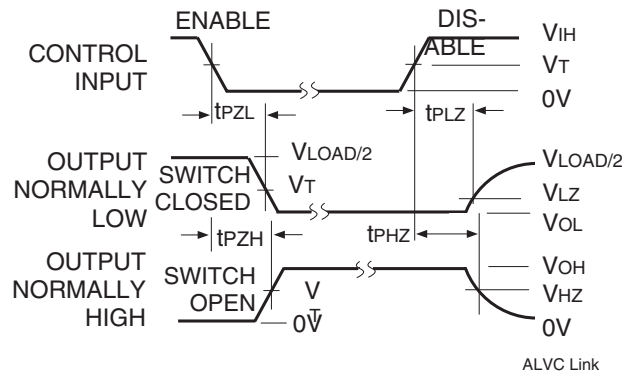 ENABLE
DIS-
ABLE
CONTROL
INPUT
VIH
VT
0V
tPZL
tPLZ
OUTPUT
NORMALLY
LOW
SWITCH
CLOSED
VLOAD/2
VT
VLOAD/2
VLZ
VOL
tPZH
tPHZ
OUTPUT
NORMALLY
HIGH
SWITCH
OPEN
VT
0V
VOH
VHZ
0V
ALVC Link